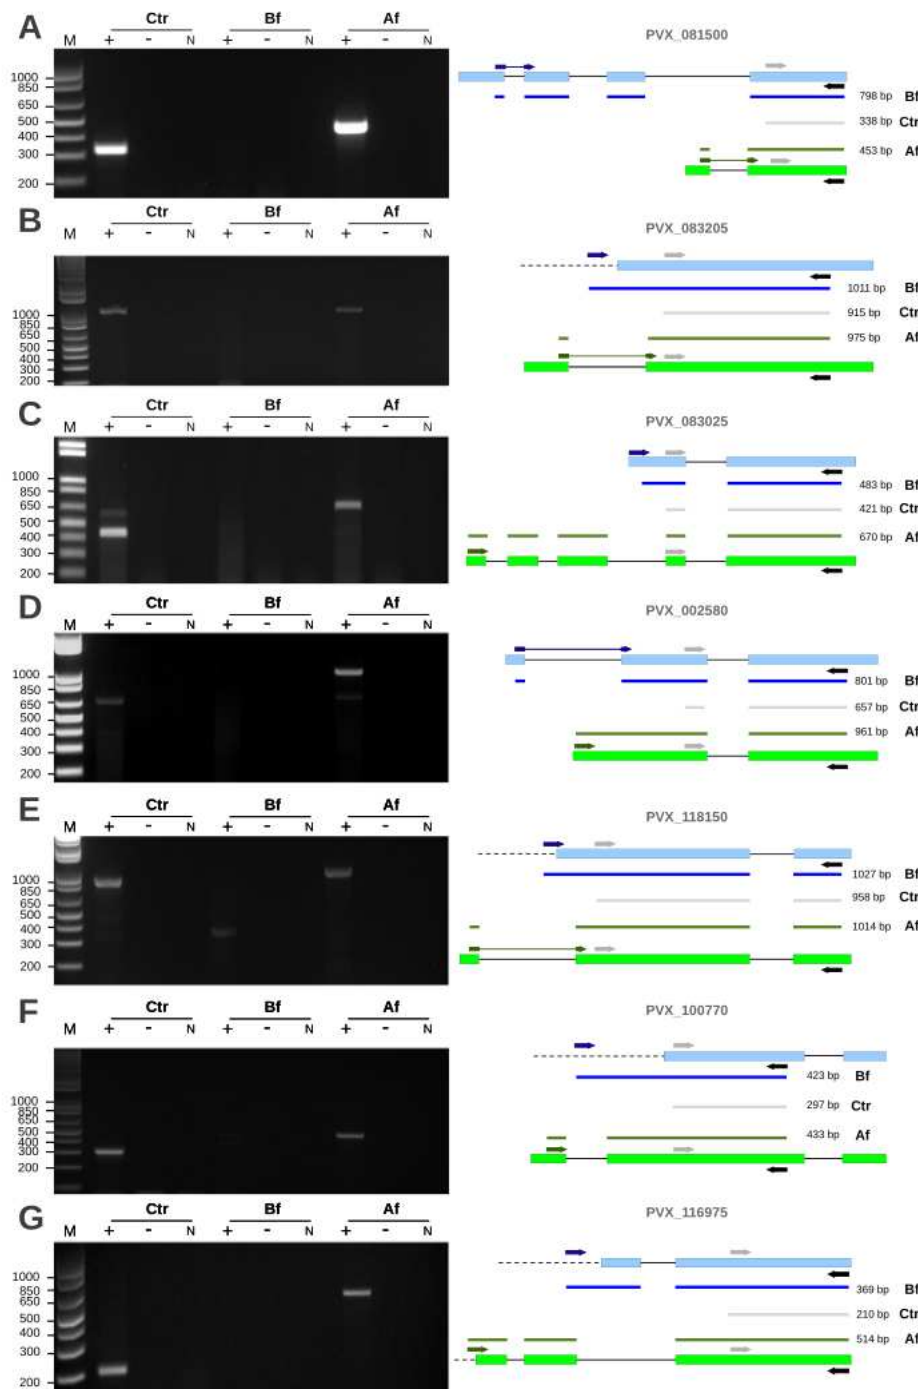 A
Ctr Bf Af
M + - N + - N + - N
1000
850
650
500
400
300
200
PVX_081500
798 bp Bf
338 bp Ctr
453 bp Af
B
Ctr Bf Af
M + - N + - N + - N
1000
850
650
500
400
300
200
PVX_083205
1011 bp Bf
915 bp Ctr
975 bp Af
C
Ctr Bf Af
M + - N + - N + - N
1000
850
650
500
400
300
200
PVX_083025
483 bp Bf
421 bp Ctr
670 bp Af
D
Ctr Bf Af
M + - N + - N + - N
1000
850
650
500
400
300
200
PVX_002580
801 bp Bf
657 bp Ctr
961 bp Af
E
Ctr Bf Af
M + - N + - N + - N
1000
850
650
500
400
300
200
PVX_118150
1027 bp Bf
958 bp Ctr
1014 bp Af
F
Ctr Bf Af
M + - N + - N + - N
1000
850
650
500
400
300
200
PVX_100770
423 bp Bf
297 bp Ctr
433 bp Af
G
Ctr Bf Af
M + - N + - N + - N
1000
850
650
500
400
300
200
PVX_116975
369 bp Bf
210 bp Ctr
514 bp Af